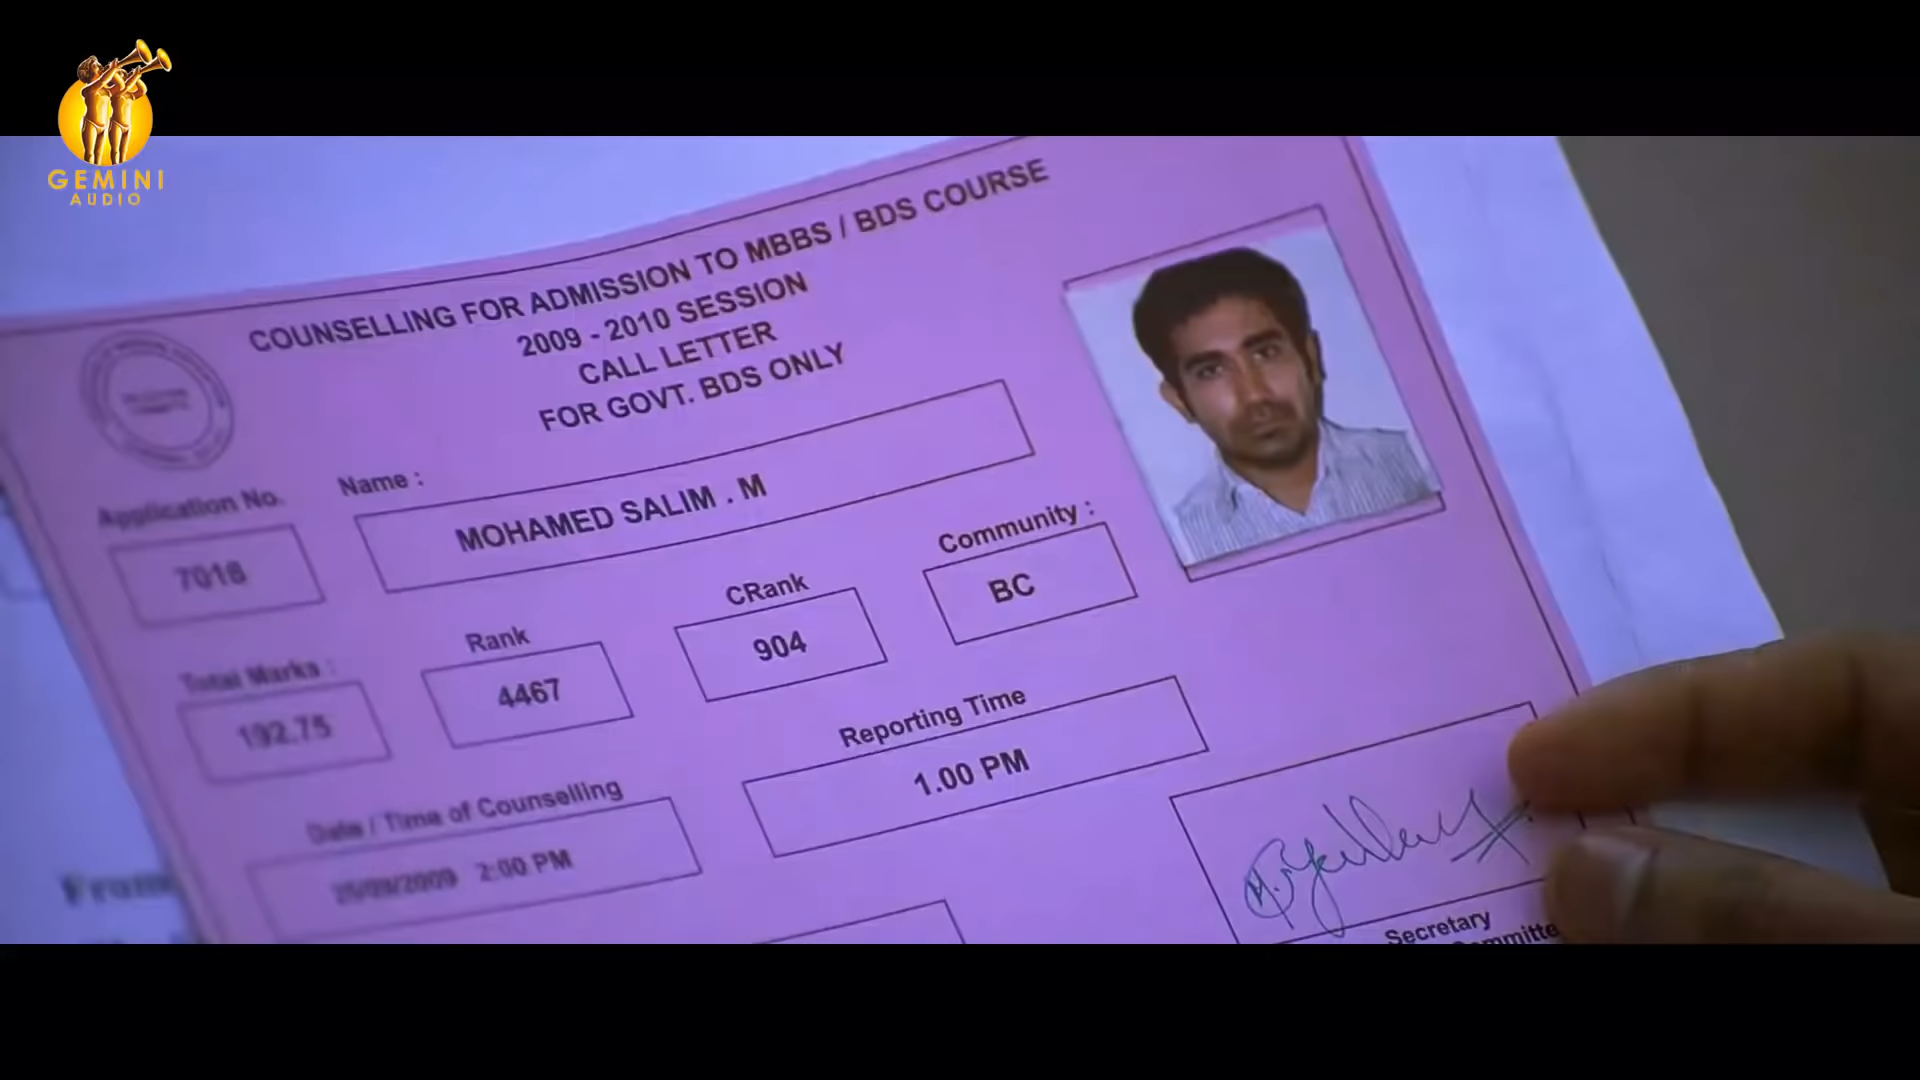 GEMINI
AUDIO
COUNSELLING FOR ADMISSION TO MBBS / BDS COURSE
2009 - 2010 SESSION
CALL LETTER
FOR GOVT. BDS ONLY
Application No.
Name :
7016
MOHAMED SALIM . M
Total Marks :
Rank
CRank
Community :
192.75
4467
904
BC
Date / Time of Counselling
Reporting Time
2:00 PM
1.00 PM
From
Secretary